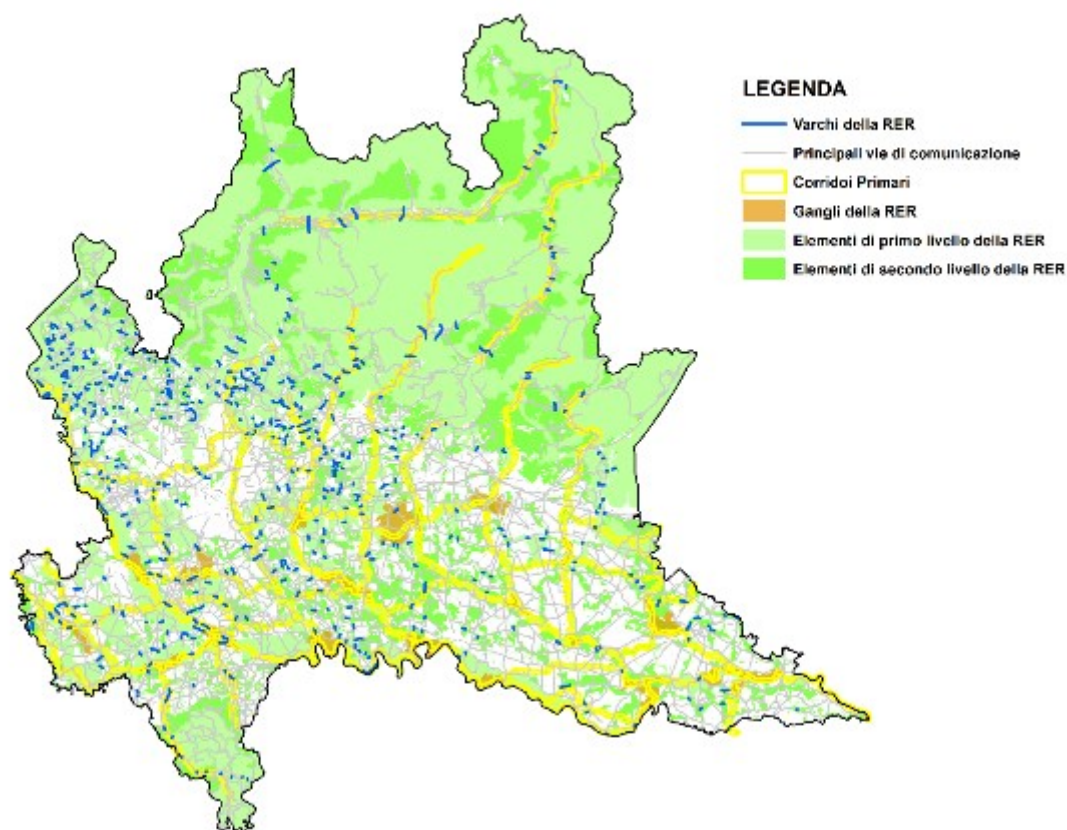 LEGENDA
Varchi della RER
Principali vie di comunicazione
Corridoi Primari
Gangli della RER
Elementi di primo livello della RER
Elementi di secondo livello della RER